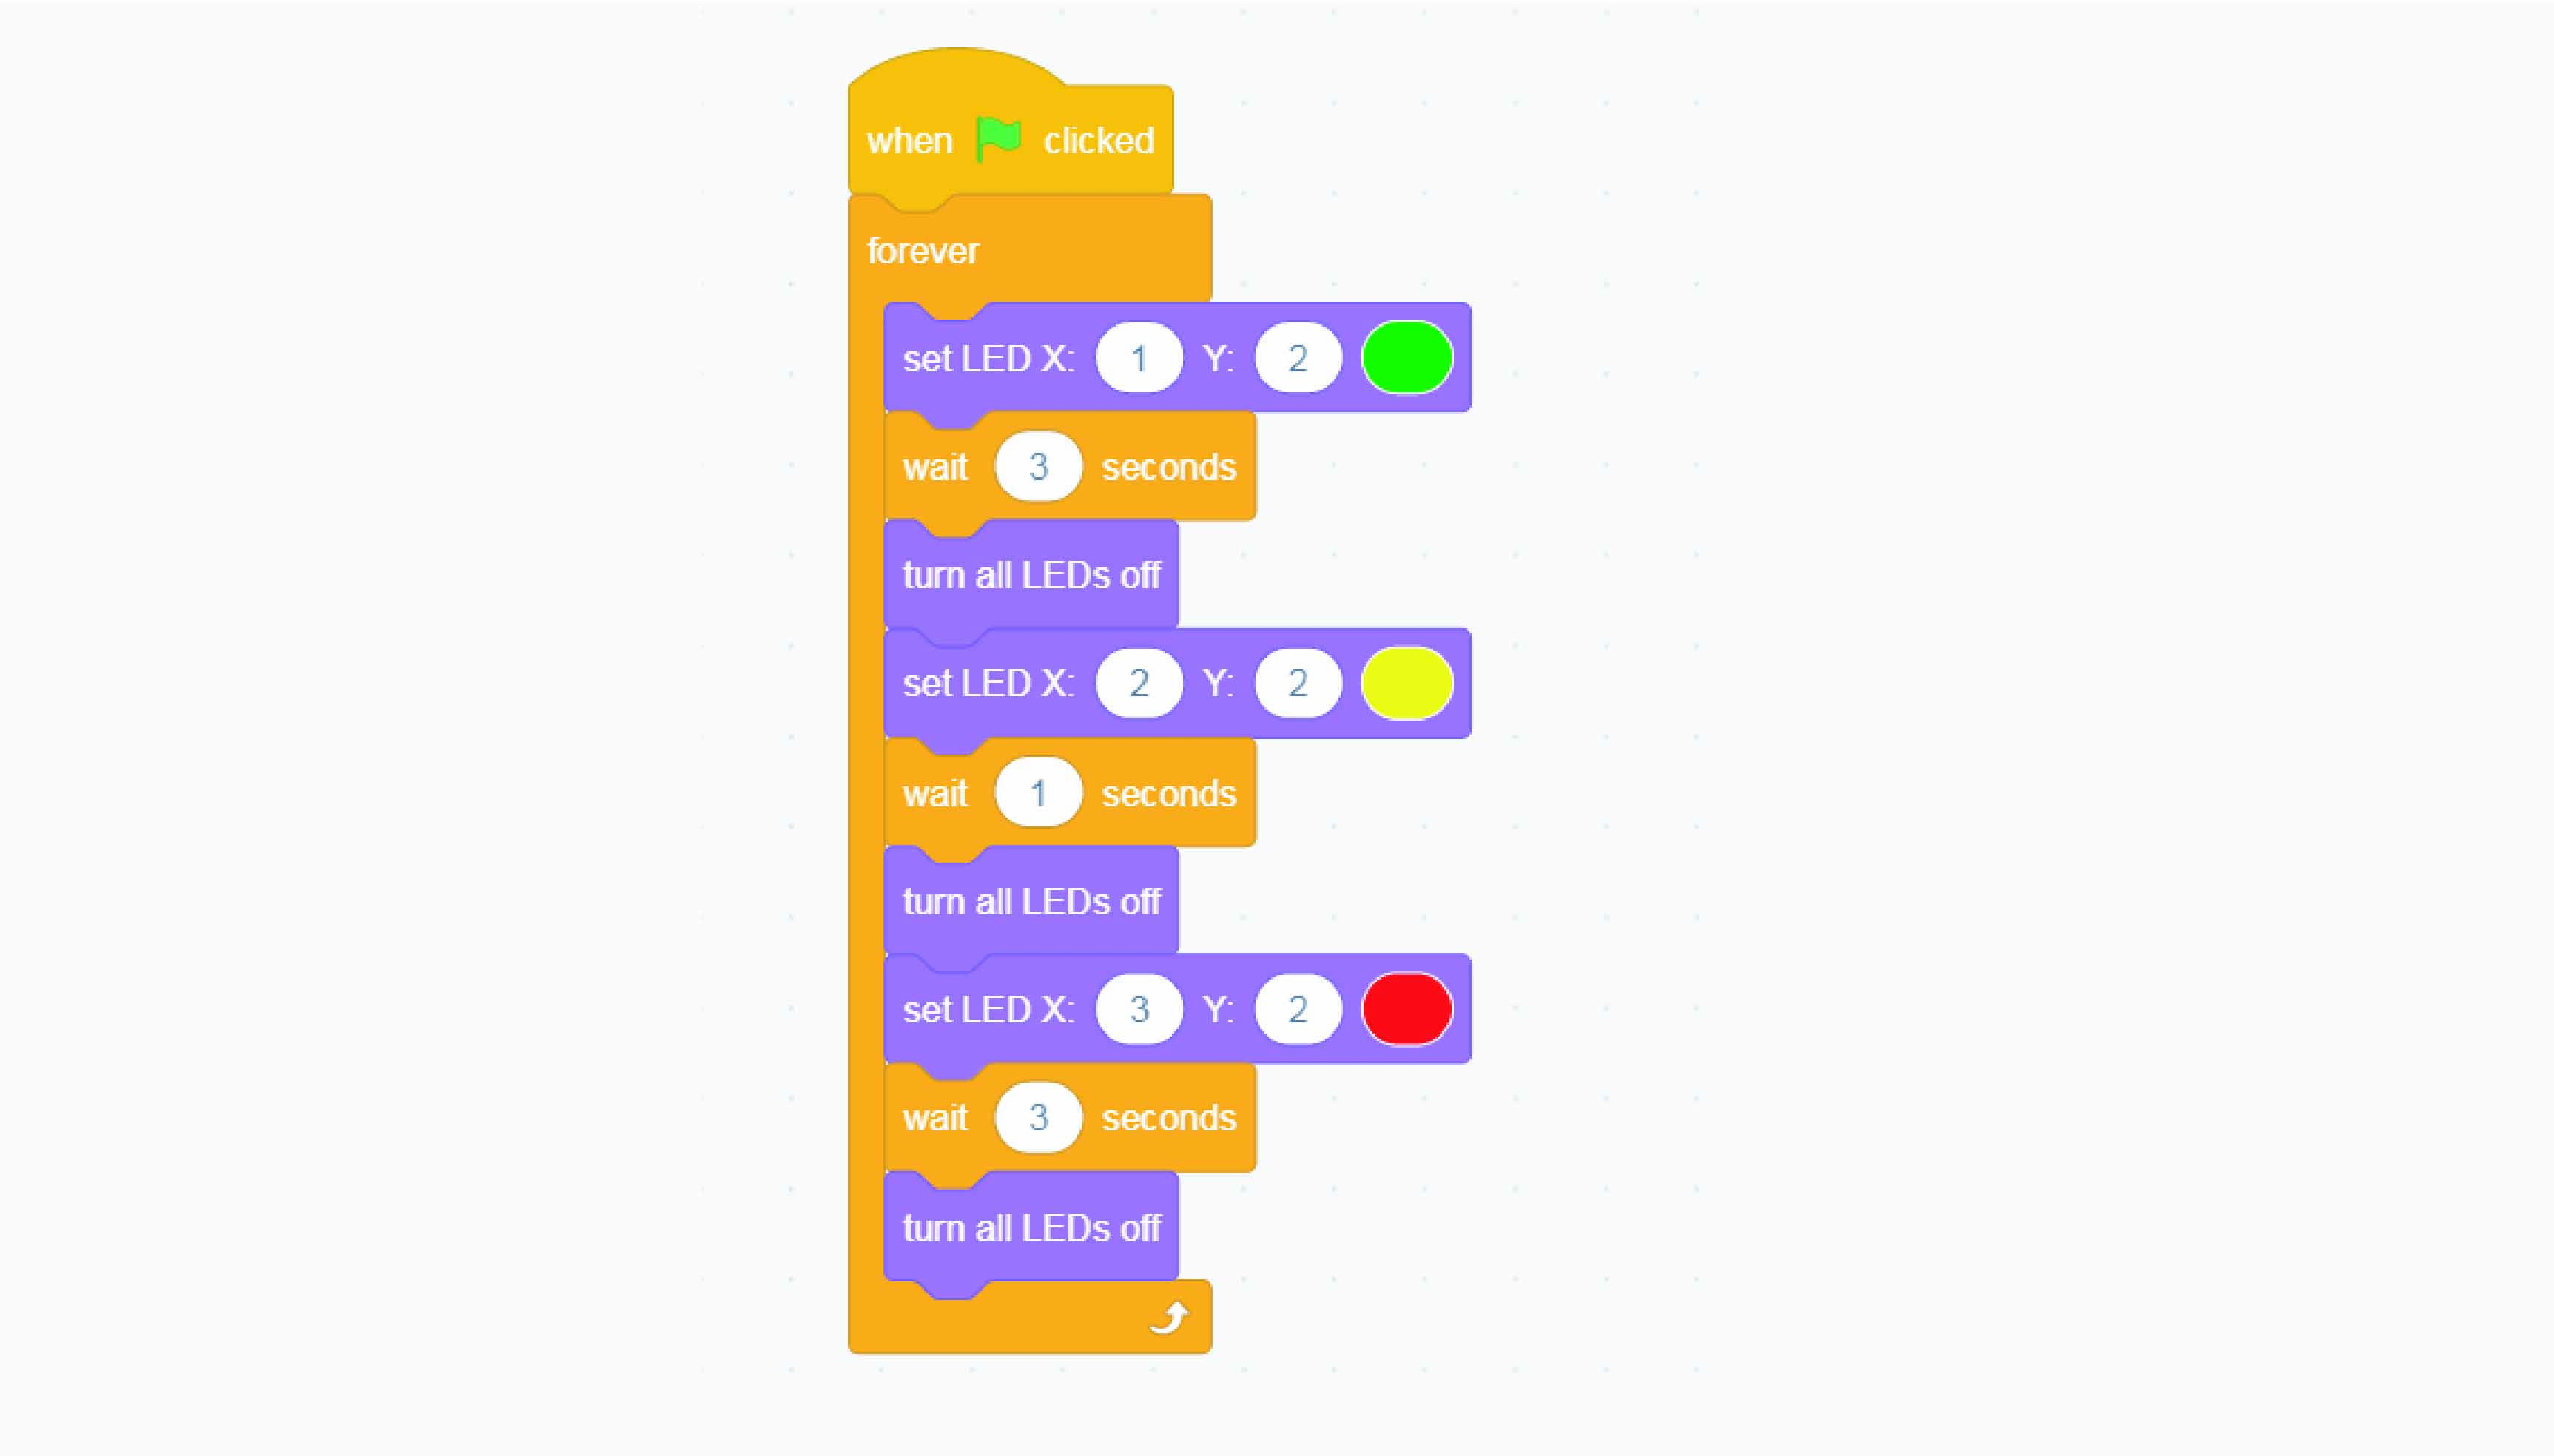 when clicked
forever
set LED X: 1 Y: 2
wait 3 seconds
turn all LEDs off
set LED X: 2 Y: 2
wait 1 seconds
turn all LEDs off
set LED X: 3 Y: 2
wait 3 seconds
turn all LEDs off